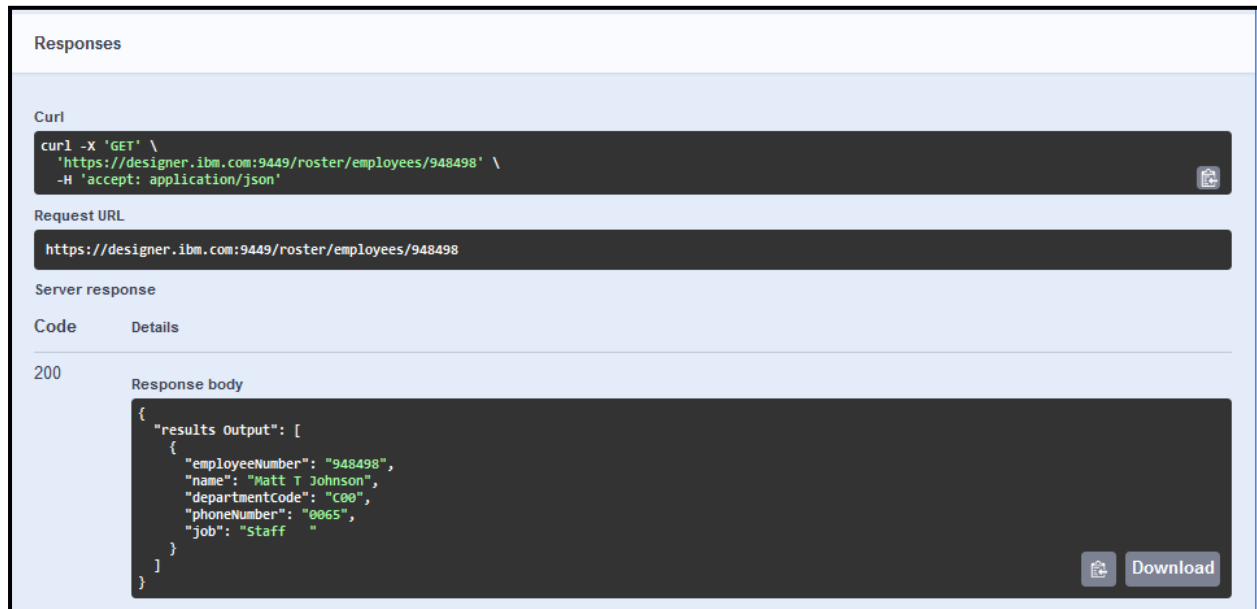 Responses
Curl
curl -X 'GET' \
  'https://designer.ibm.com:9449/roster/employees/948498' \
  -H 'accept: application/json'
Request URL
https://designer.ibm.com:9449/roster/employees/948498
Server response
Code Details
200
Response body
{
  "results Output": [
    {
      "employeeNumber": "948498",
      "name": "Matt T Johnson",
      "departmentCode": "C00",
      "phoneNumber": "0065",
      "job": "Staff   "
    }
  ]
}
Download